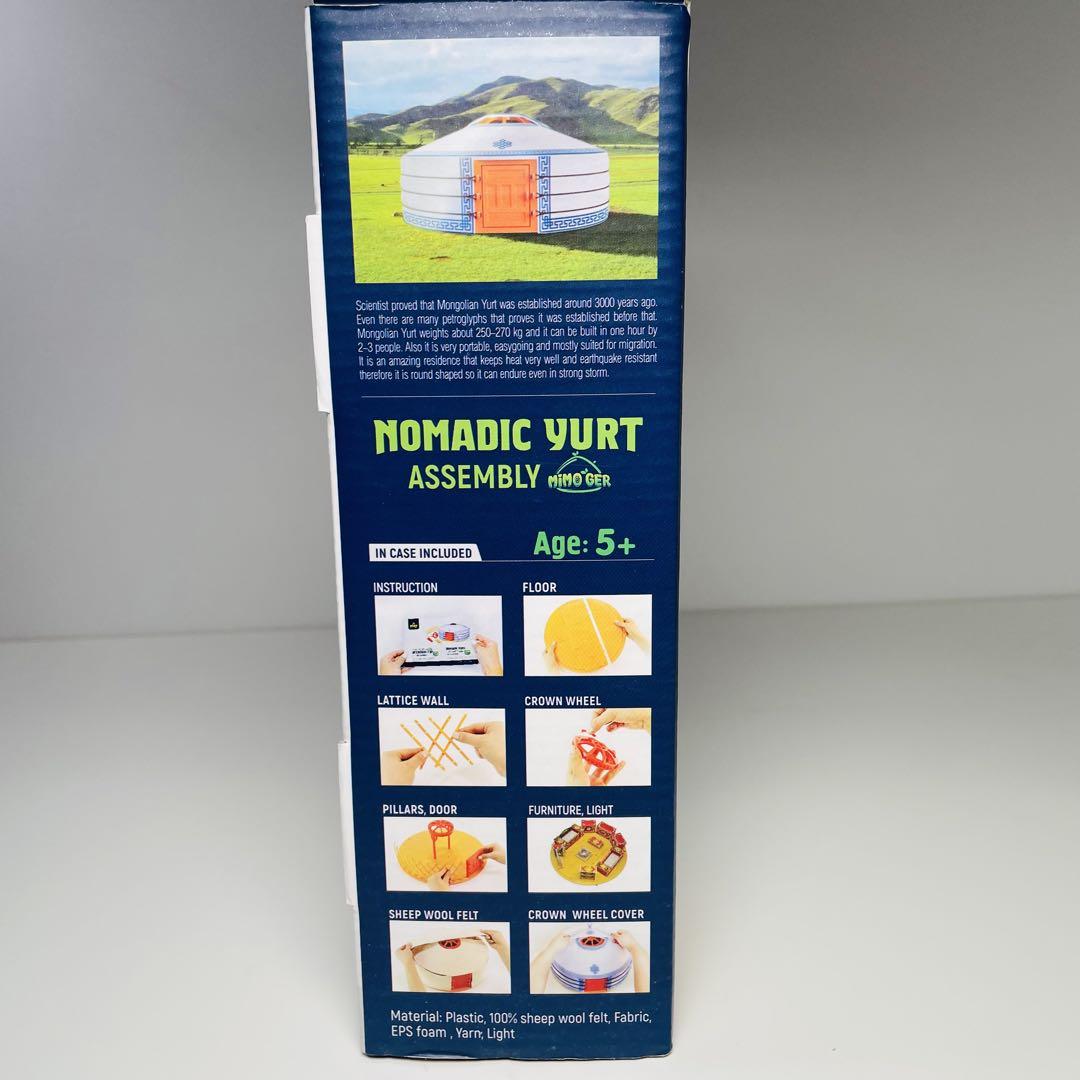 Scientist proved that Mongolian Yurt was established around 3000 years ago.
Even there are many petroglyphs that proves it was established before that.
Mongolian Yurt weights about 250-270 kg and it can be built in one hour by
2-3 people. Also it is very portable, easygoing and mostly suited for migration.
It is an amazing residence that keeps heat very well and earthquake resistant
therefore it is round shaped so it can endure even in strong storm.
NOMADIC YURT
ASSEMBLY MIMO GER
Age: 5+
IN CASE INCLUDED
INSTRUCTION FLOOR
LATTICE WALL CROWN WHEEL
PILLARS, DOOR FURNITURE, LIGHT
SHEEP WOOL FELT CROWN WHEEL COVER
Material: Plastic, 100% sheep wool felt, Fabric,
EPS foam , Yarn, Light